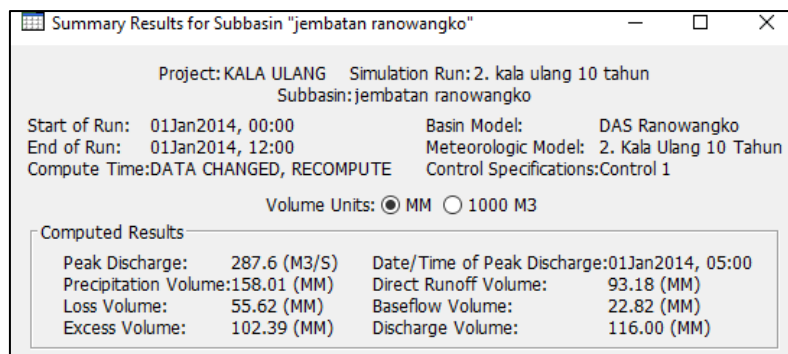 Summary Results for Subbasin "jembatan ranowangko"
Project: KALA ULANG Simulation Run: 2. kala ulang 10 tahun
Subbasin: jembatan ranowangko
Start of Run: 01Jan2014, 00:00 Basin Model: DAS Ranowangko
End of Run: 01Jan2014, 12:00 Meteorologic Model: 2. Kala Ulang 10 Tahun
Compute Time:DATA CHANGED, RECOMPUTE Control Specifications:Control 1
Volume Units: MM 1000 M3
Computed Results
Peak Discharge: 287.6 (M3/S) Date/Time of Peak Discharge:01Jan2014, 05:00
Precipitation Volume:158.01 (MM) Direct Runoff Volume: 93.18 (MM)
Loss Volume: 55.62 (MM) Baseflow Volume: 22.82 (MM)
Excess Volume: 102.39 (MM) Discharge Volume: 116.00 (MM)